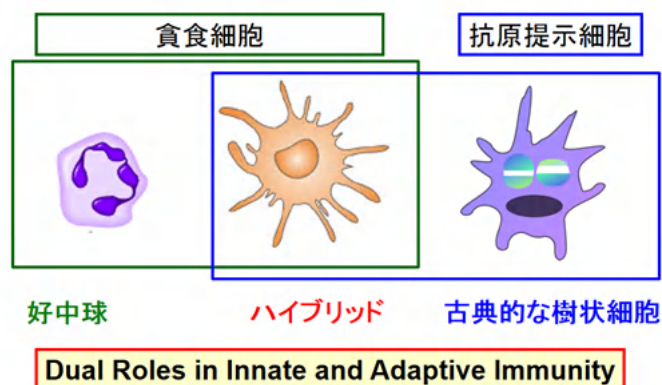 貪食細胞
抗原提示細胞
好中球
ハイブリッド
古典的な樹状細胞
Dual Roles in Innate and Adaptive Immunity